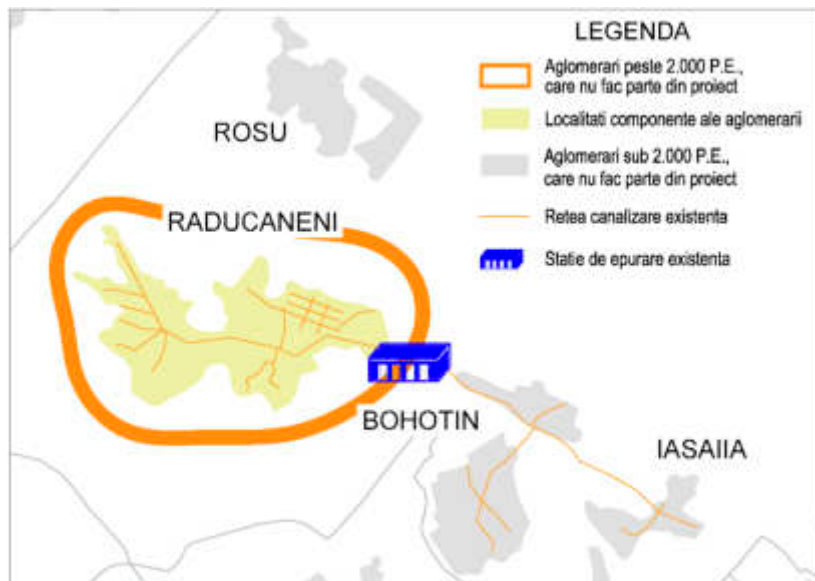 LEGENDA
Aglomerari peste 2.000 P.E.,
care nu fac parte din proiect
Localitati componente ale aglomerarii
Aglomerari sub 2.000 P.E.,
care nu fac parte din proiect
Retea canalizare existenta
Statie de epurare existenta
ROSU
RADUCANENI
BOHOTIN
IASAIIA